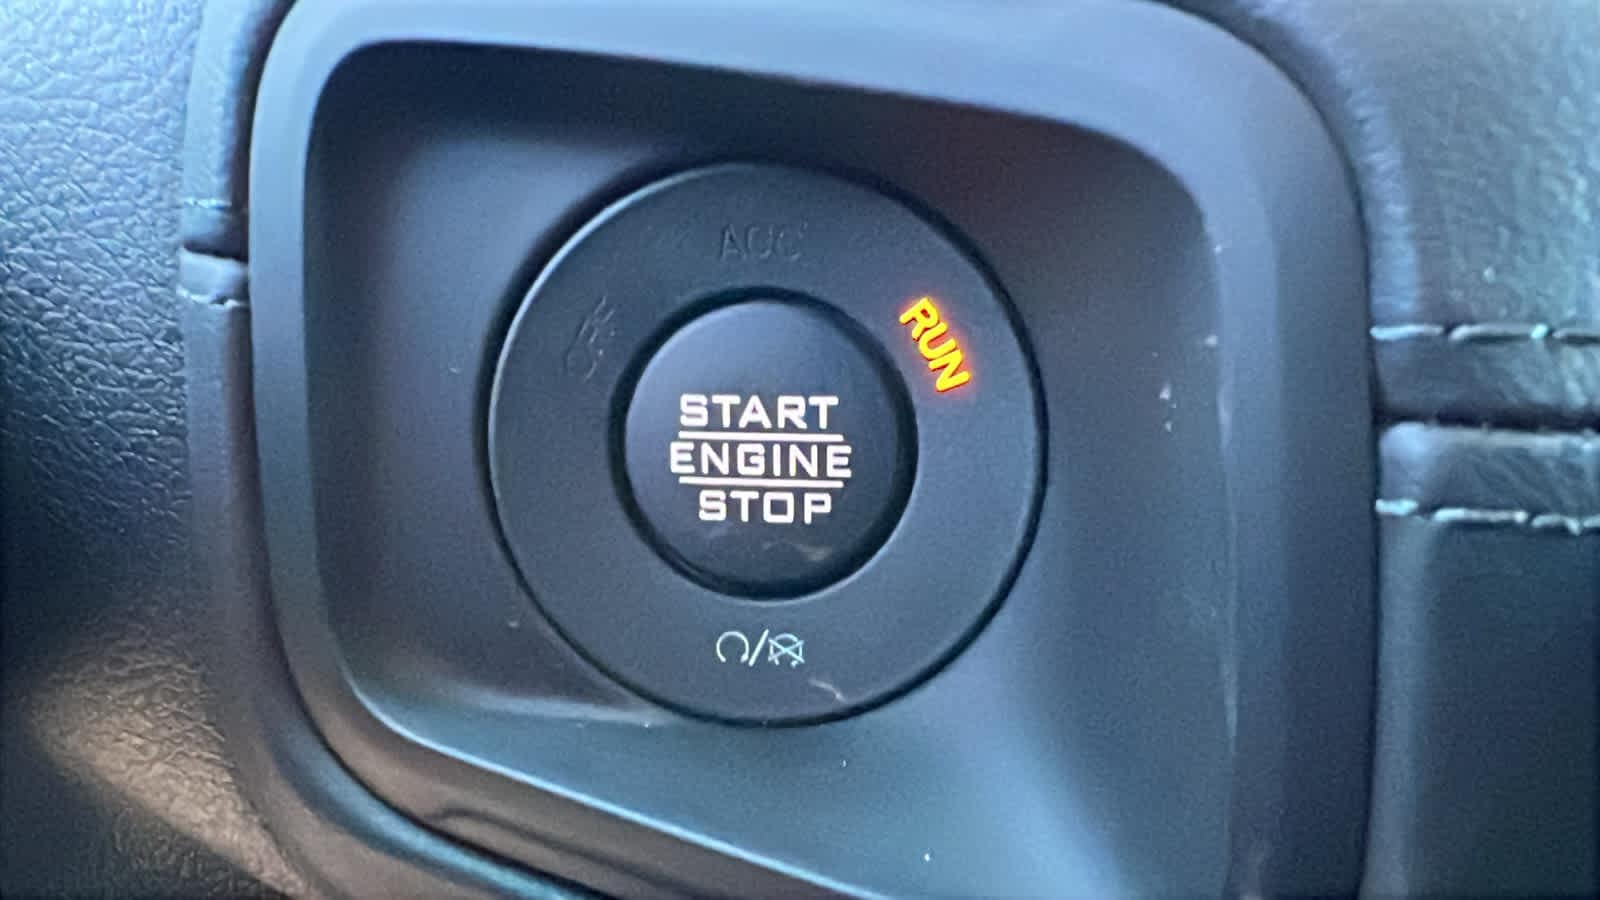 ACC
RUN
START
ENGINE
STOP